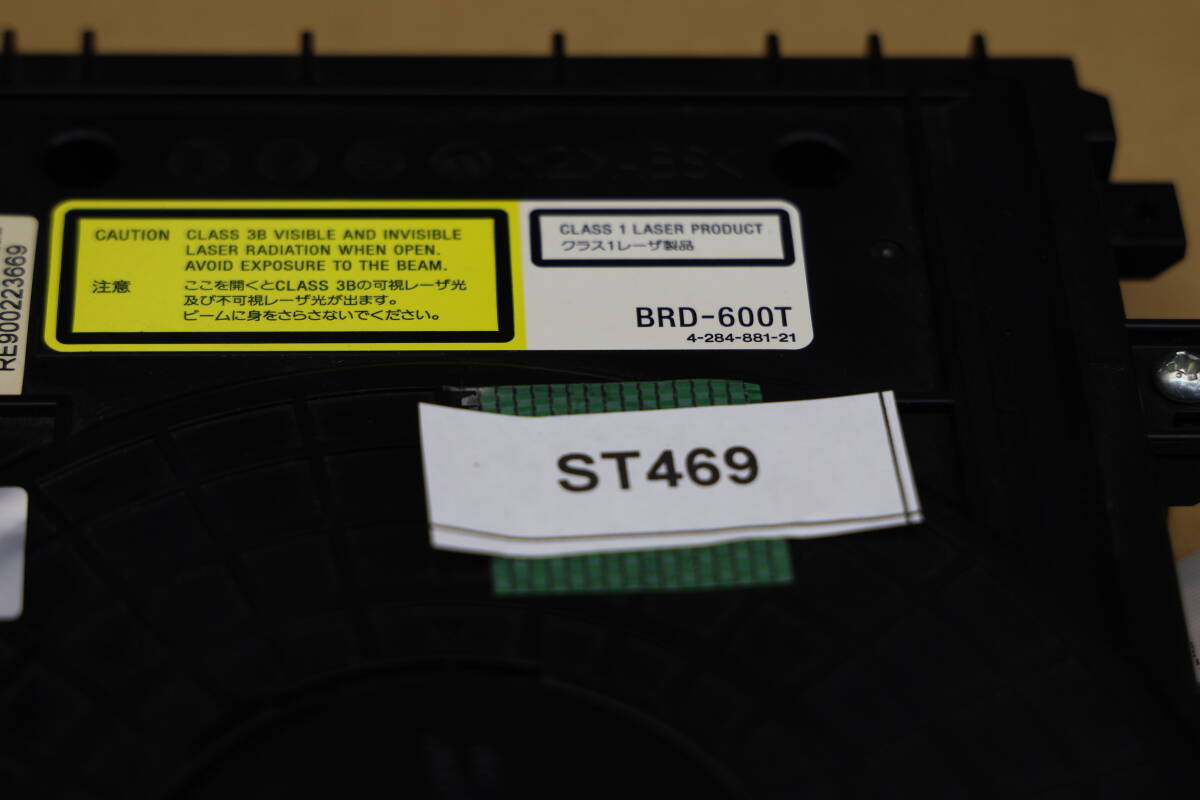 RE900223669
CAUTION CLASS 3B VISIBLE AND INVISIBLE
LASER RADIATION WHEN OPEN.
AVOID EXPOSURE TO THE BEAM.
注意 ここを開くとCLASS 3Bの可視レーザ光
及び不可視レーザ光が出ます。
ビームに身をさらさないでください。
CLASS 1 LASER PRODUCT
クラス1レーザ製品
BRD-600T
4-284-881-21
ST469